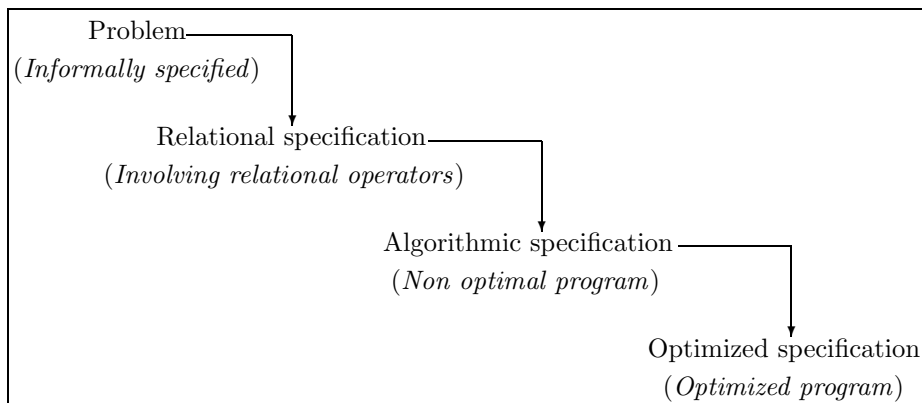 Problem
(Informally specified)
Relational specification
(Involving relational operators)
Algorithmic specification
(Non optimal program)
Optimized specification
(Optimized program)